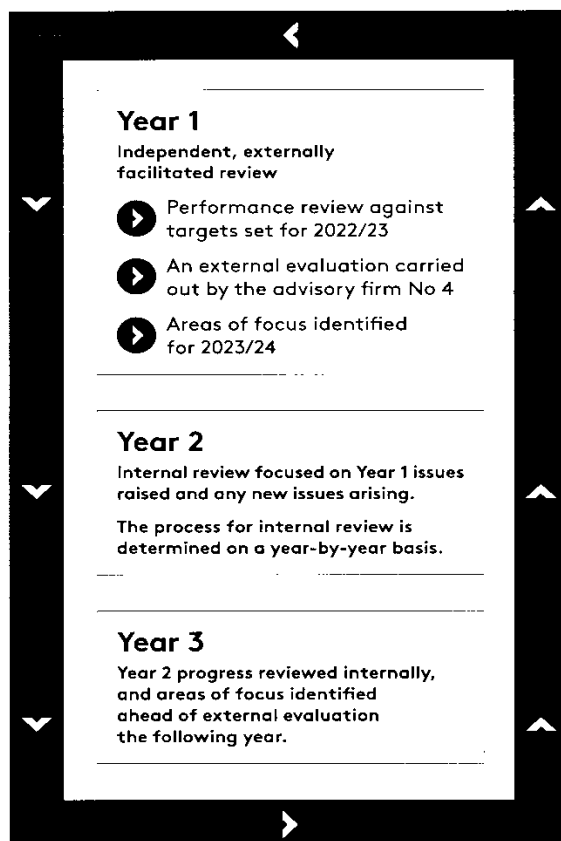 Year 1
Independent, externally
facilitated review
Performance review against
targets set for 2022/23
An external evaluation carried
out by the advisory firm No 4
Areas of focus identified
for 2023/24
Year 2
Internal review focused on Year 1 issues
raised and any new issues arising.
The process for internal review is
determined on a year-by-year basis.
Year 3
Year 2 progress reviewed internally,
and areas of focus identified
ahead of external evaluation
the following year.